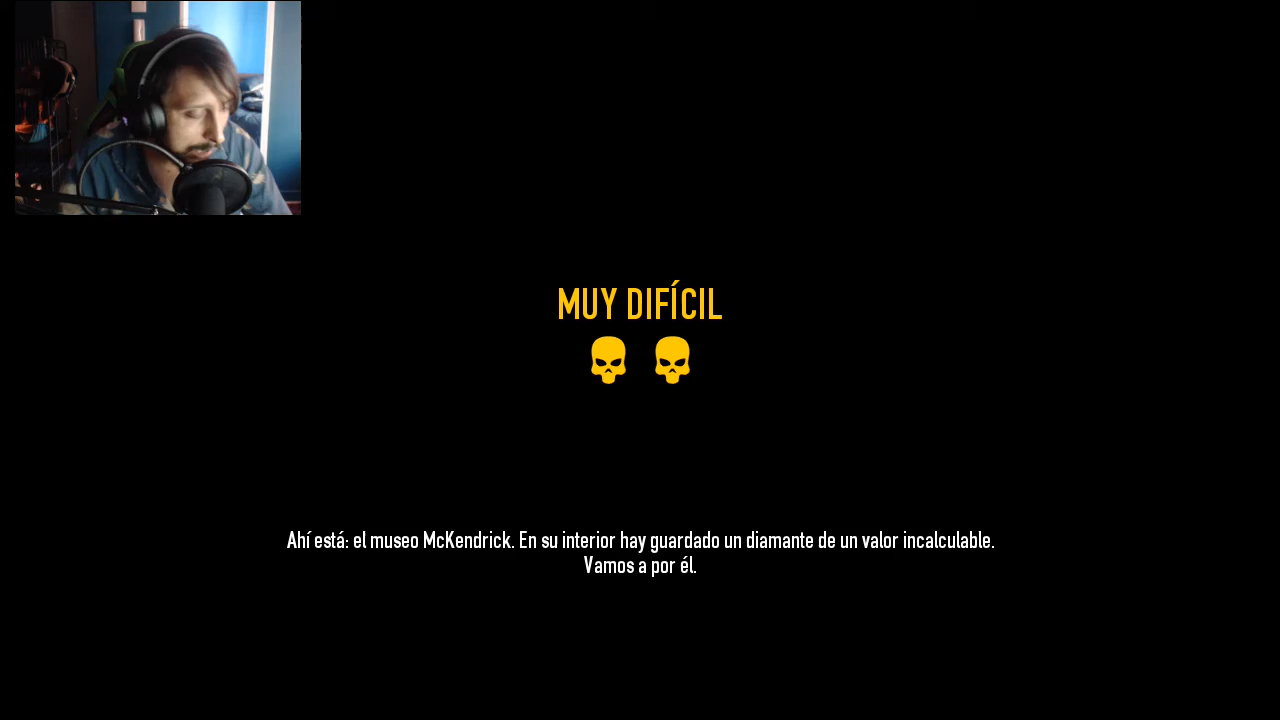 MUY DIFÍCIL
Ahí está: el museo McKendrick. En su interior hay guardado un diamante de un valor incalculable.
Vamos a por él.